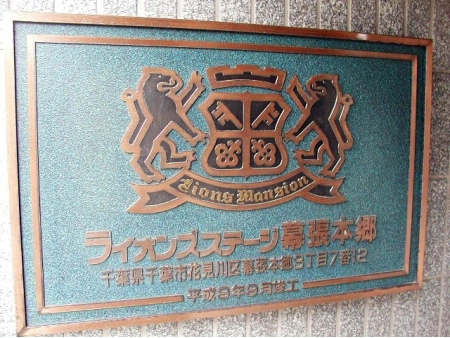 Lions Mansion
ライオンズステージ幕張本郷
千葉県千葉市花見川区幕張本郷3丁目7番12
平成9年9月竣工